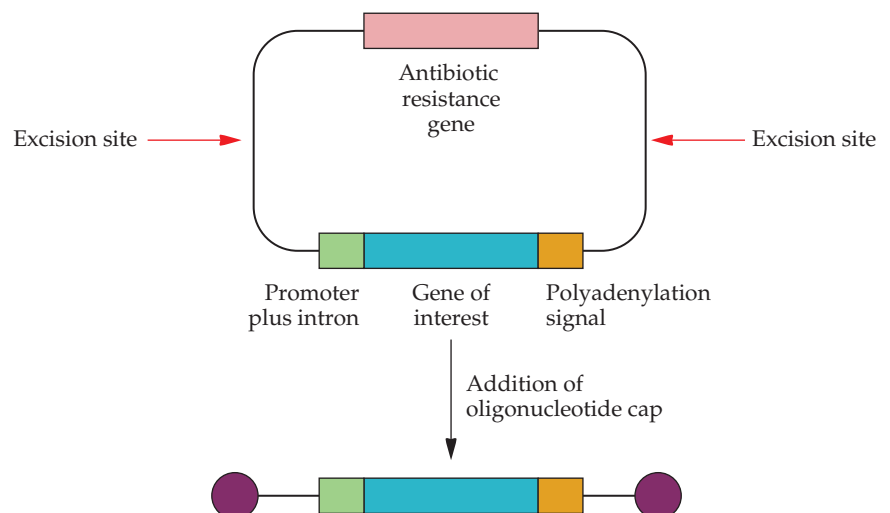 Antibiotic
resistance
gene
Excision site
Excision site
Promoter
plus intron
Gene of
interest
Polyadenylation
signal
Addition of
oligonucleotide cap